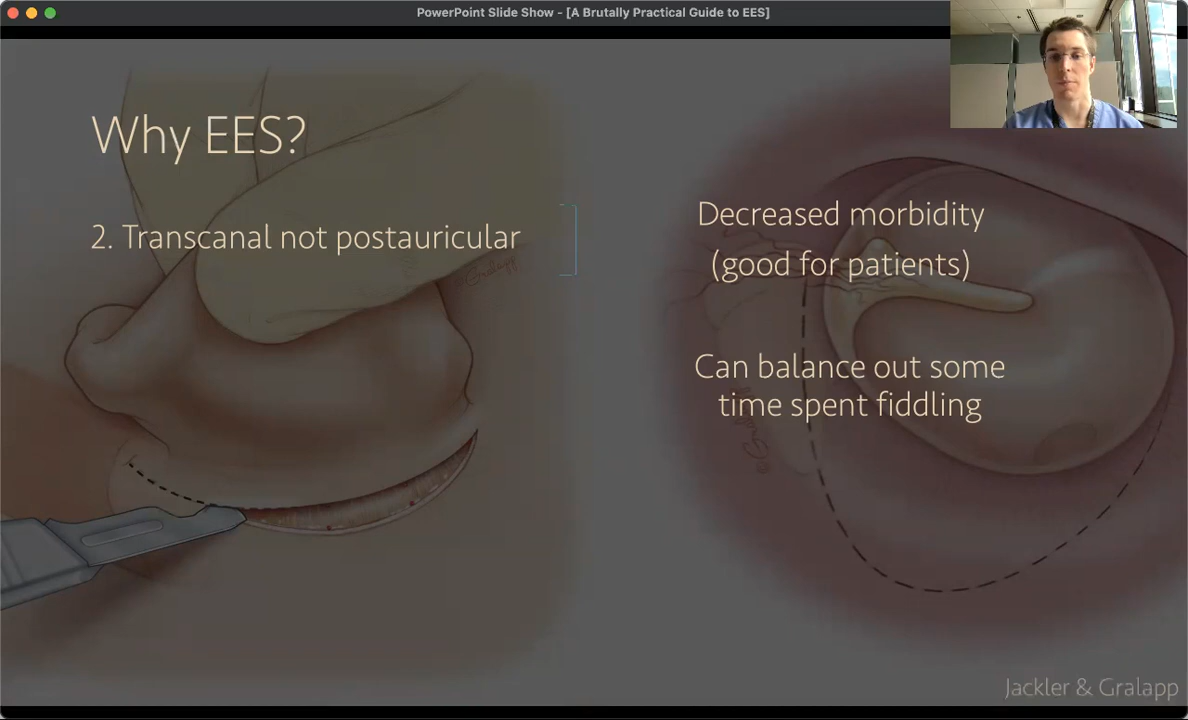 PowerPoint Slide Show - [A Brutally Practical Guide to EES]
Why EES?
2. Transcanal not postauricular
Decreased morbidity
(good for patients)
Can balance out some
time spent fiddling
©Gralapp
Jackler & Gralapp